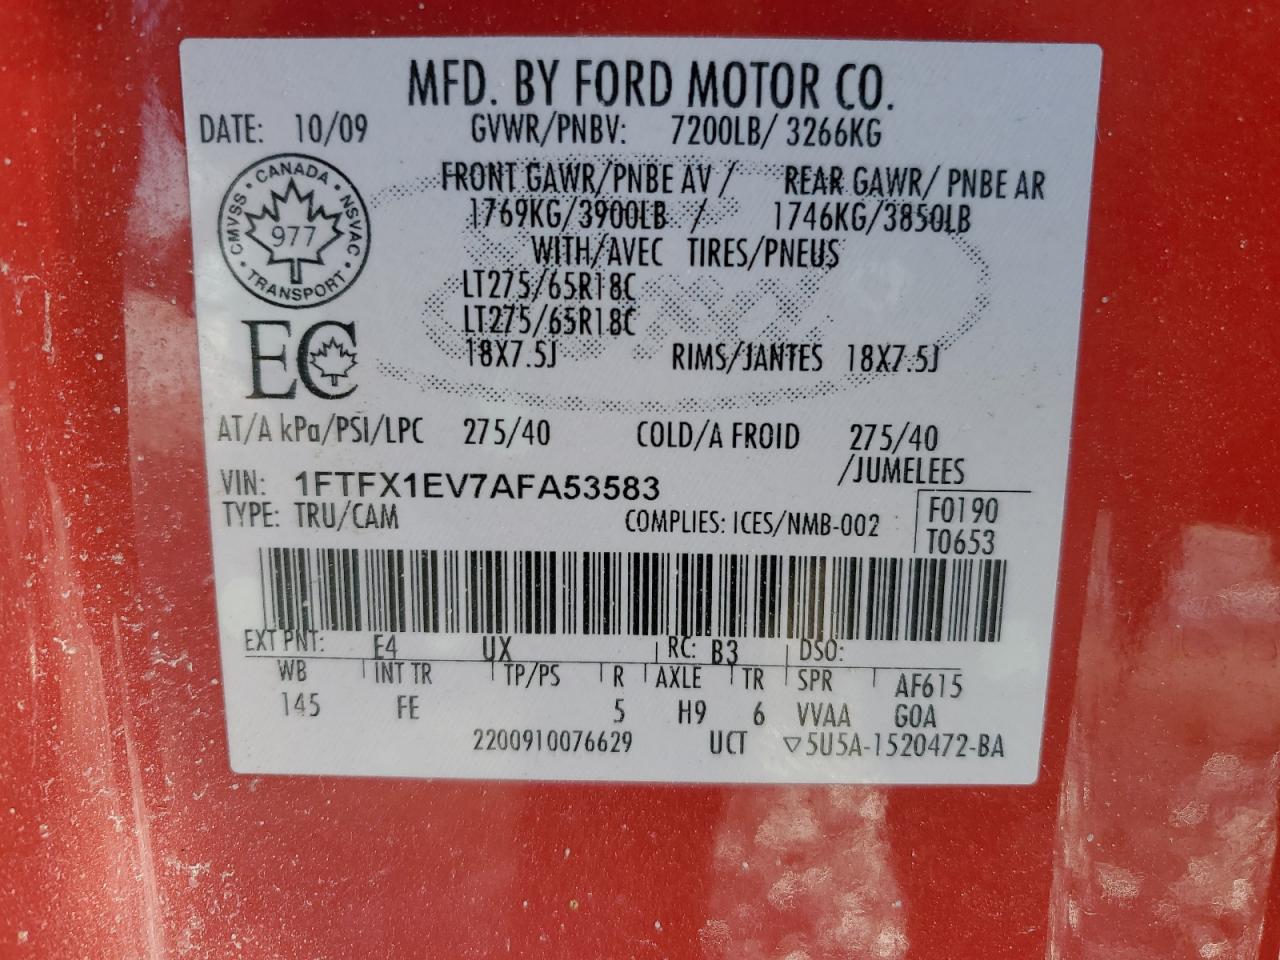 MFD. BY FORD MOTOR CO.
DATE: 10/09 GVWR/PNBV: 7200LB/ 3266KG
FRONT GAWR/PNBE AV / REAR GAWR/ PNBE AR
1769KG/3900LB / 1746KG/3850LB
WITH/AVEC TIRES/PNEUS
CANADA
CMVSS • NSVAC
977
TRANSPORT
LT275/65R18C
LT275/65R18C
18X7.5J RIMS/JANTES 18X7.5J
EC
AT/A kPa/PSI/LPC 275/40 COLD/A FROID 275/40
/JUMELEES
VIN: 1FTFX1EV7AFA53583
TYPE: TRU/CAM COMPLIES: ICES/NMB-002
F0190
T0653
EXT PNT: E4 UX RC: B3 DSO:
WB INT TR TP/PS R AXLE TR SPR AF615
145 FE 5 H9 6 VVAA GOA
2200910076629 UCT ▽5U5A-1520472-BA